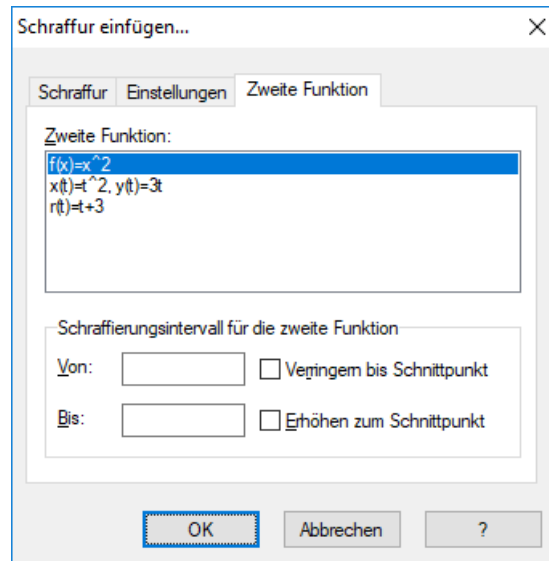 Schraffur einfügen...
Schraffur Einstellungen Zweite Funktion
Zweite Funktion:
f(x)=x^2
x(t)=t^2, y(t)=3t
r(t)=t+3
Schraffierungsintervall für die zweite Funktion
Von: Verringern bis Schnittpunkt
Bis: Erhöhen zum Schnittpunkt
OK Abbrechen ?